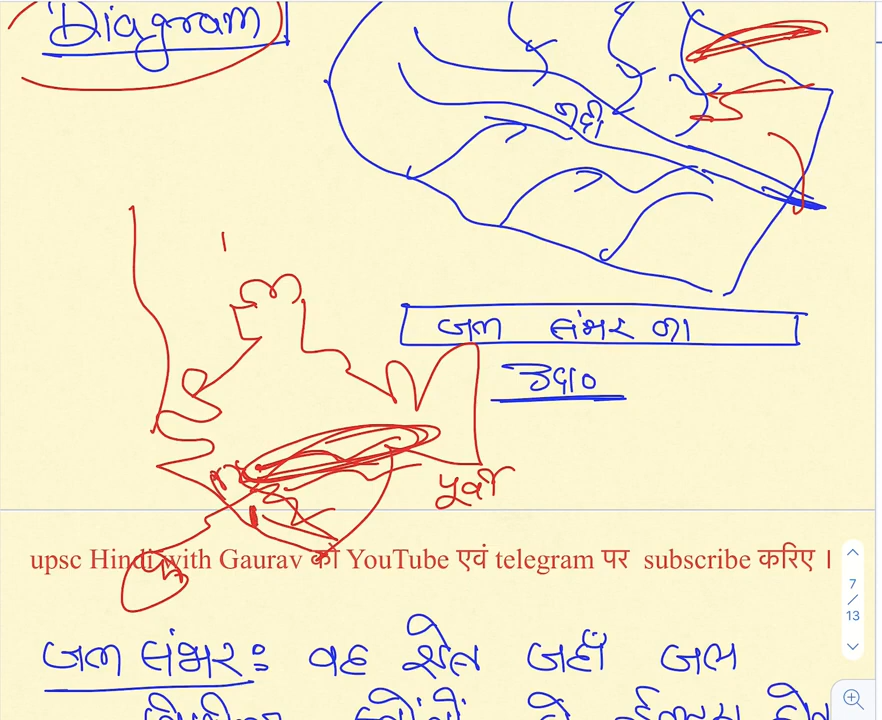 Diagram
नदी
जल संभर का
उदा०
पूर्वी
upsc Hindi with Gaurav को YouTube एवं telegram पर subscribe करिए ।
7
/
13
जल संभर: वह क्षेत्र जहाँ जल